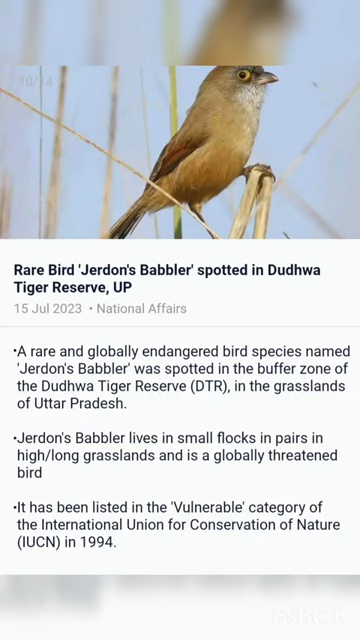 10/14
Rare Bird 'Jerdon's Babbler' spotted in Dudhwa
Tiger Reserve, UP
15 Jul 2023 • National Affairs
•A rare and globally endangered bird species named
'Jerdon's Babbler' was spotted in the buffer zone of
the Dudhwa Tiger Reserve (DTR), in the grasslands
of Uttar Pradesh.
•Jerdon's Babbler lives in small flocks in pairs in
high/long grasslands and is a globally threatened
bird
•It has been listed in the 'Vulnerable' category of
the International Union for Conservation of Nature
(IUCN) in 1994.
InShOt